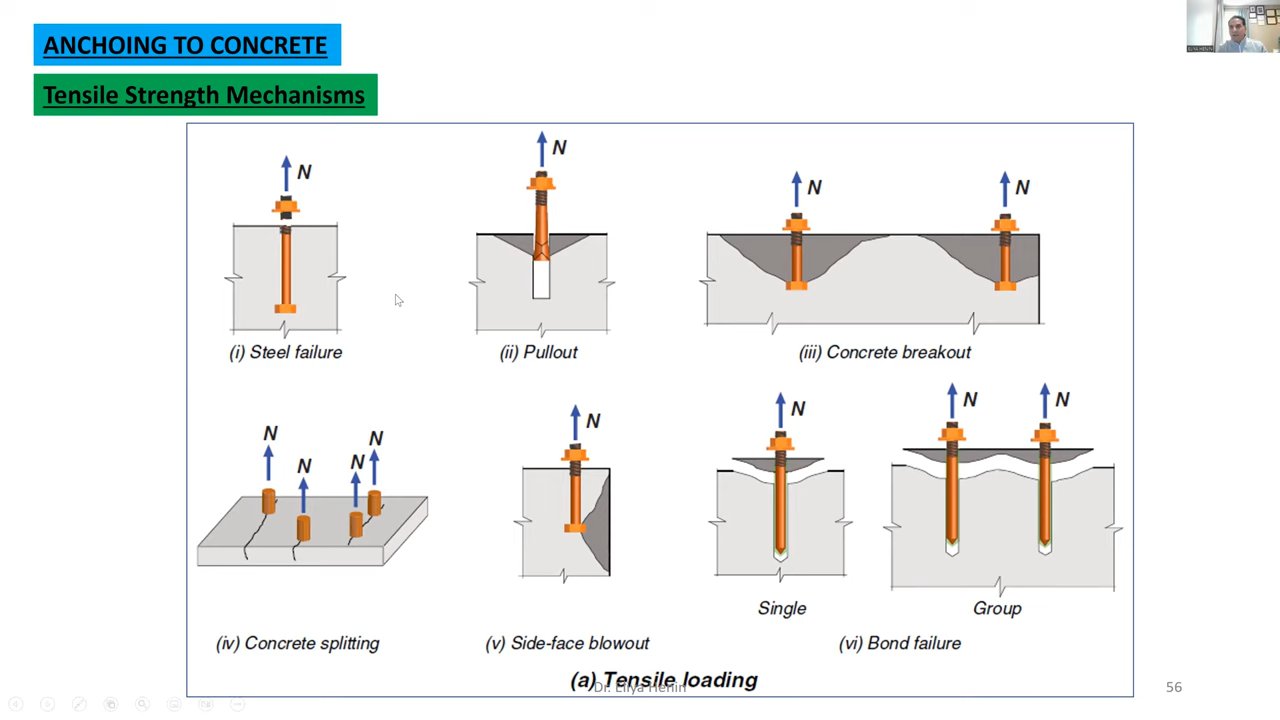 ANCHOING TO CONCRETE
Tensile Strength Mechanisms
N
N
N
N
(i) Steel failure
(ii) Pullout
(iii) Concrete breakout
N
N
N
N
N
N
N
N
Single
Group
(iv) Concrete splitting
(v) Side-face blowout
(vi) Bond failure
(a) Tensile loading
Dr. Eliya Henin
56